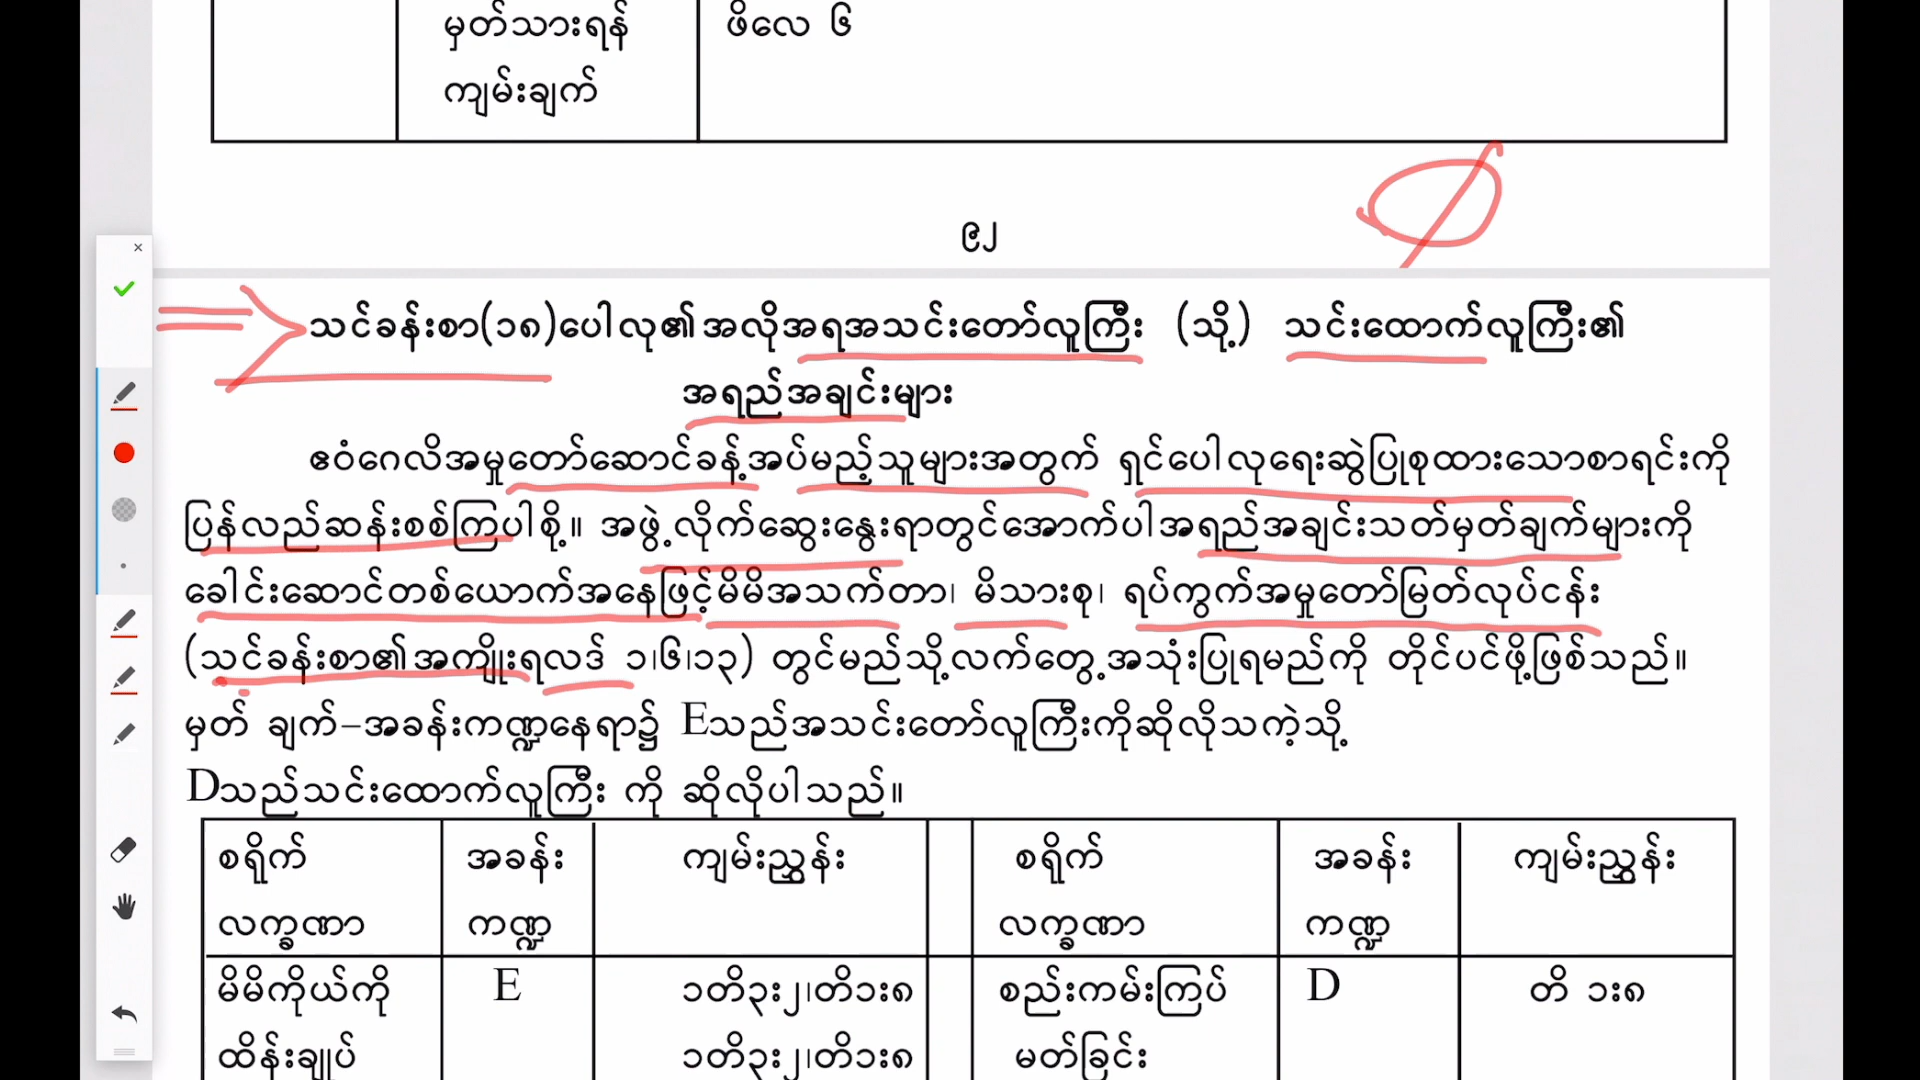 မှတ်သားရန် ဖိလေ ၆
ကျမ်းချက်
၉၂
သင်ခန်းစာ(၁၈)ပေါလု၏အလိုအရအသင်းတော်လူကြီး (သို့) သင်းထောက်လူကြီး၏
အရည်အချင်းများ
ဧဝံဂေလိအမှုတော်ဆောင်ခန့်အပ်မည့်သူများအတွက် ရှင်ပေါလုရေးဆွဲပြုစုထားသောစာရင်းကို
ပြန်လည်ဆန်းစစ်ကြပါစို့။ အဖွဲ့လိုက်ဆွေးနွေးရာတွင်အောက်ပါအရည်အချင်းသတ်မှတ်ချက်များကို
ခေါင်းဆောင်တစ်ယောက်အနေဖြင့်မိမိအသက်တာ၊ မိသားစု၊ ရပ်ကွက်အမှုတော်မြတ်လုပ်ငန်း
(သင်ခန်းစာ၏အကျိုးရလဒ် ၁၊၆၊၁၃) တွင်မည်သို့လက်တွေ့အသုံးပြုရမည်ကို တိုင်ပင်ဖို့ဖြစ်သည်။
မှတ် ချက်–အခန်းကဏ္ဍနေရာ၌ Eသည်အသင်းတော်လူကြီးကိုဆိုလိုသကဲ့သို့
Dသည်သင်းထောက်လူကြီး ကို ဆိုလိုပါသည်။
စရိုက် အခန်း ကျမ်းညွှန်း စရိုက် အခန်း ကျမ်းညွှန်း
လက္ခဏာ ကဏ္ဍ လက္ခဏာ ကဏ္ဍ
မိမိကိုယ်ကို E ၁တိ၃း၂၊တိ၁း၈ စည်းကမ်းကြပ် D တိ ၁း၈
ထိန်းချုပ် ၁တိ၃း၂၊တိ၁း၈ မတ်ခြင်း